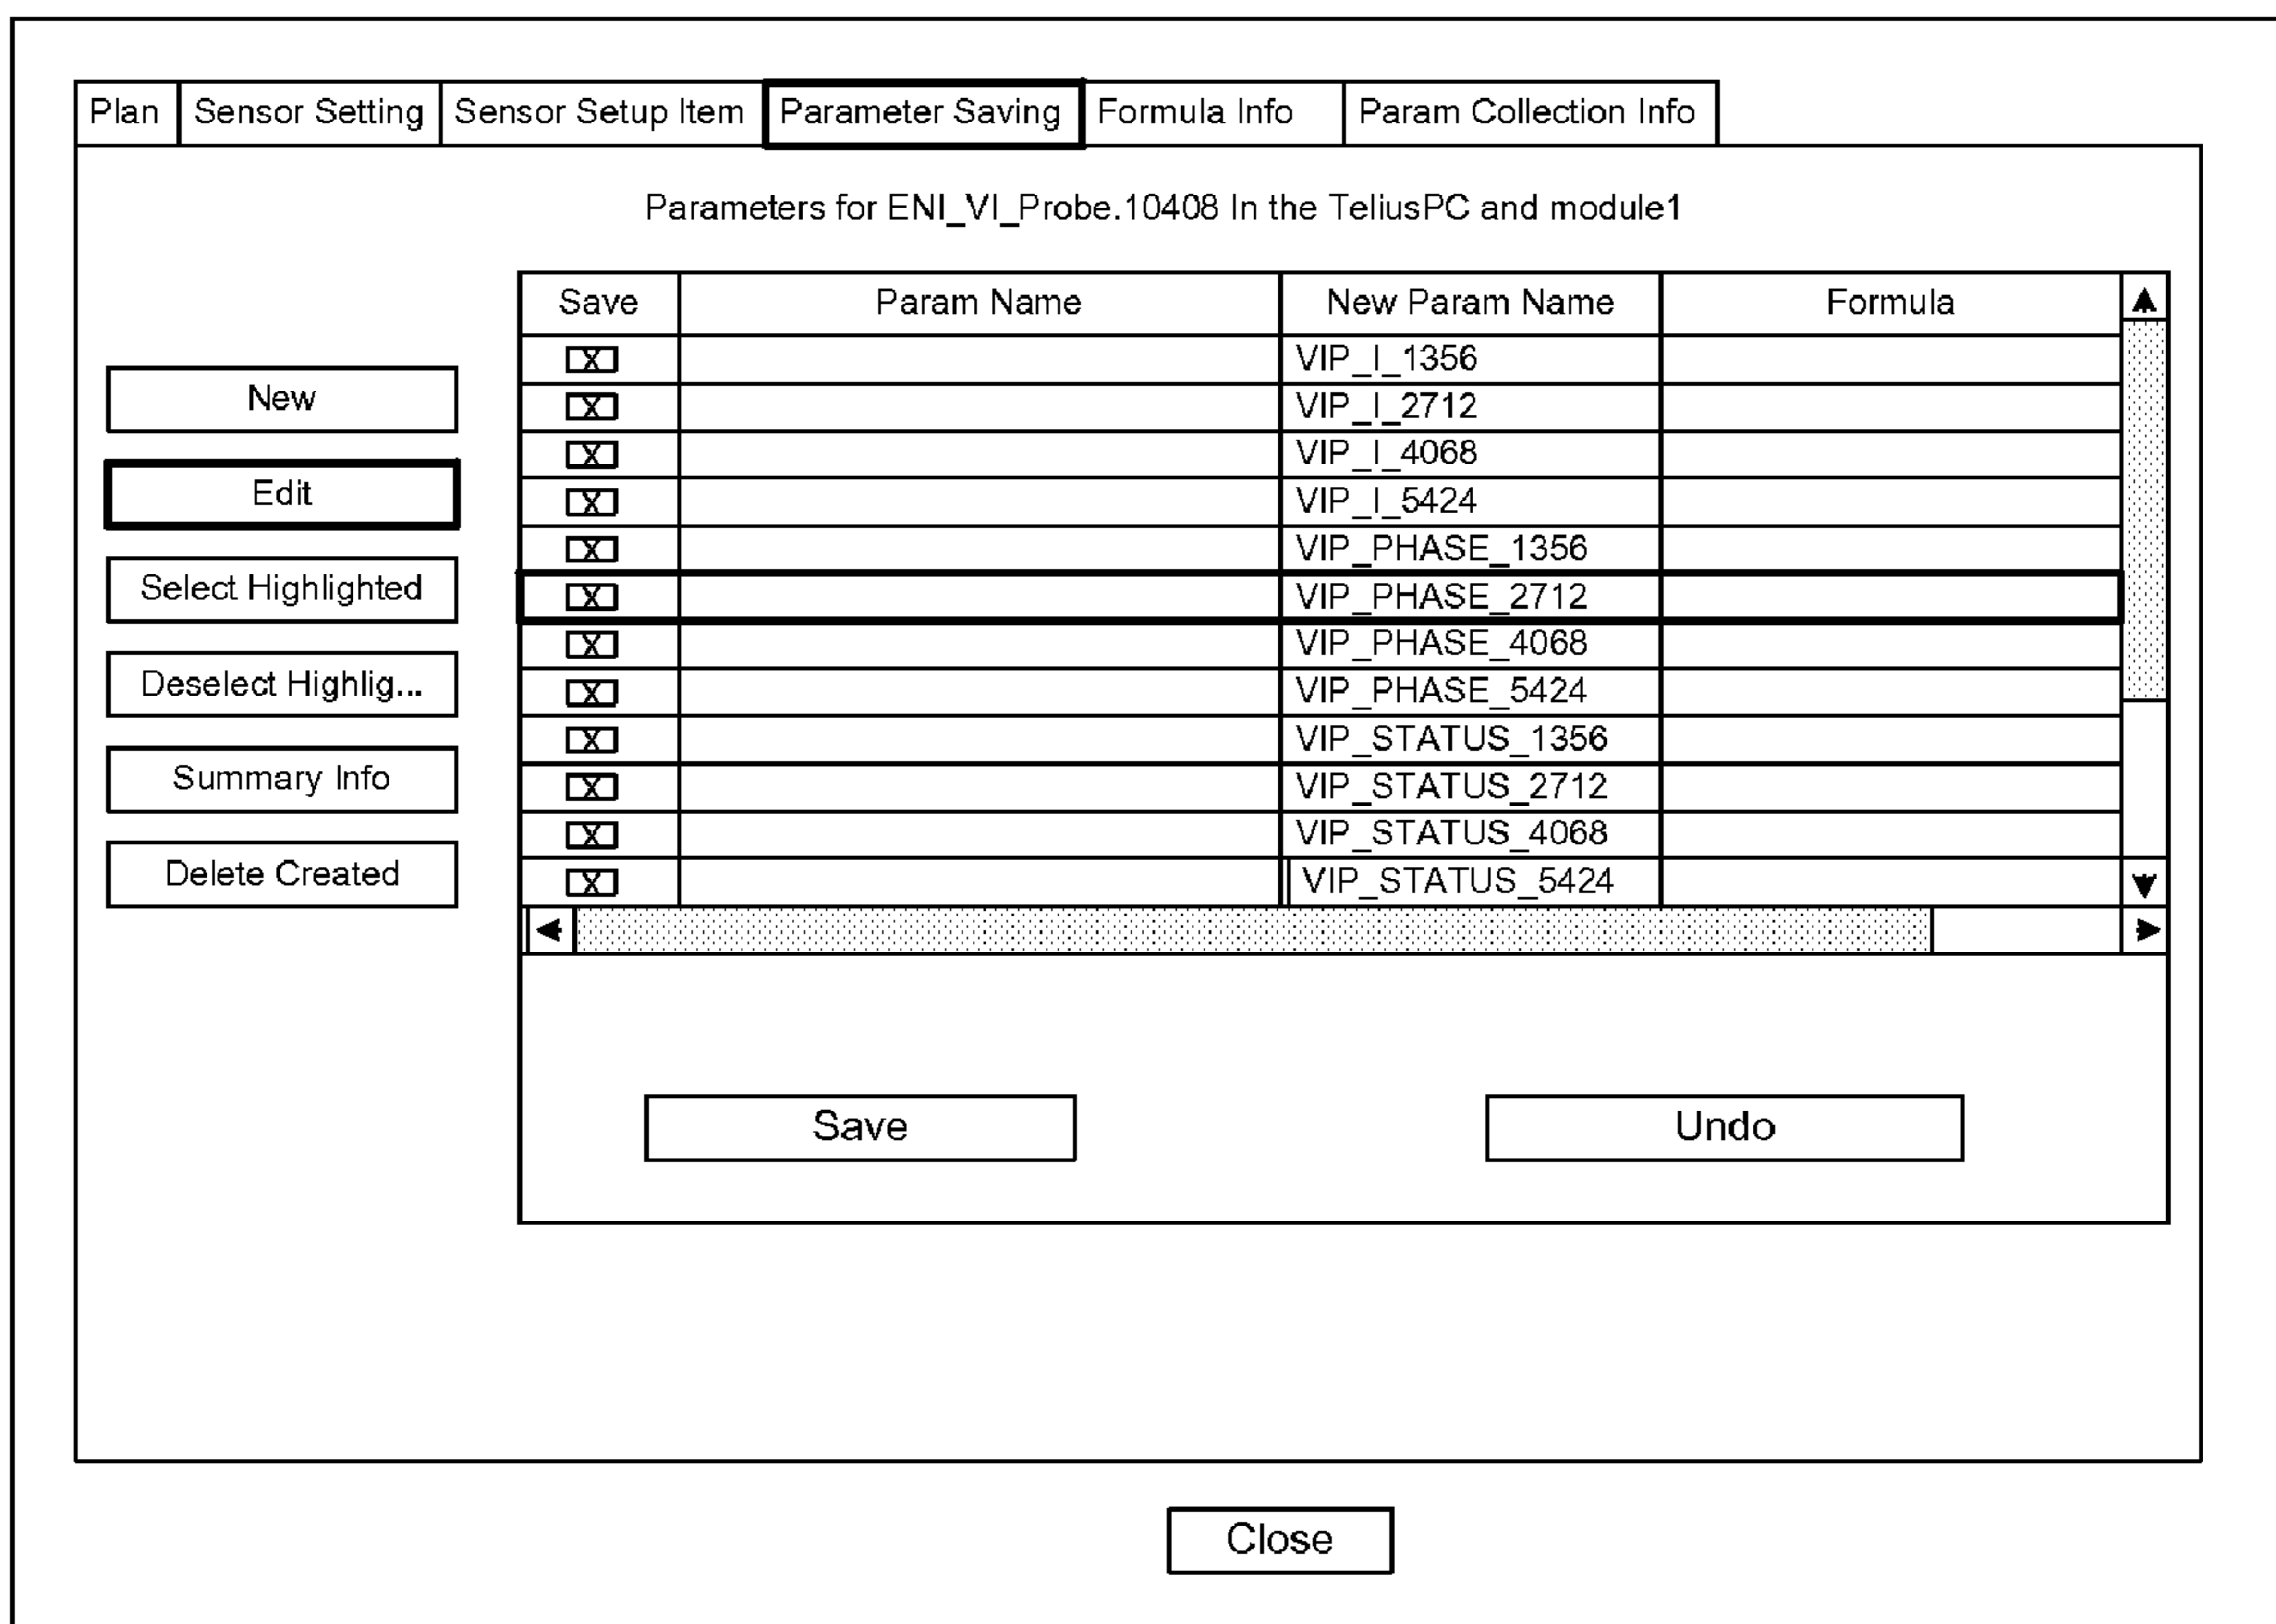 Plan Sensor Setting Sensor Setup Item Parameter Saving Formula Info Param Collection Info
Parameters for ENI_VI_Probe.10408 In the TeliusPC and module1
New
Edit
Select Highlighted
Deselect Highlig...
Summary Info
Delete Created
Save Param Name New Param Name Formula
X VIP_I_1356
X VIP_I_2712
X VIP_I_4068
X VIP_I_5424
X VIP_PHASE_1356
X VIP_PHASE_2712
X VIP_PHASE_4068
X VIP_PHASE_5424
X VIP_STATUS_1356
X VIP_STATUS_2712
X VIP_STATUS_4068
X VIP_STATUS_5424
Save Undo
Close